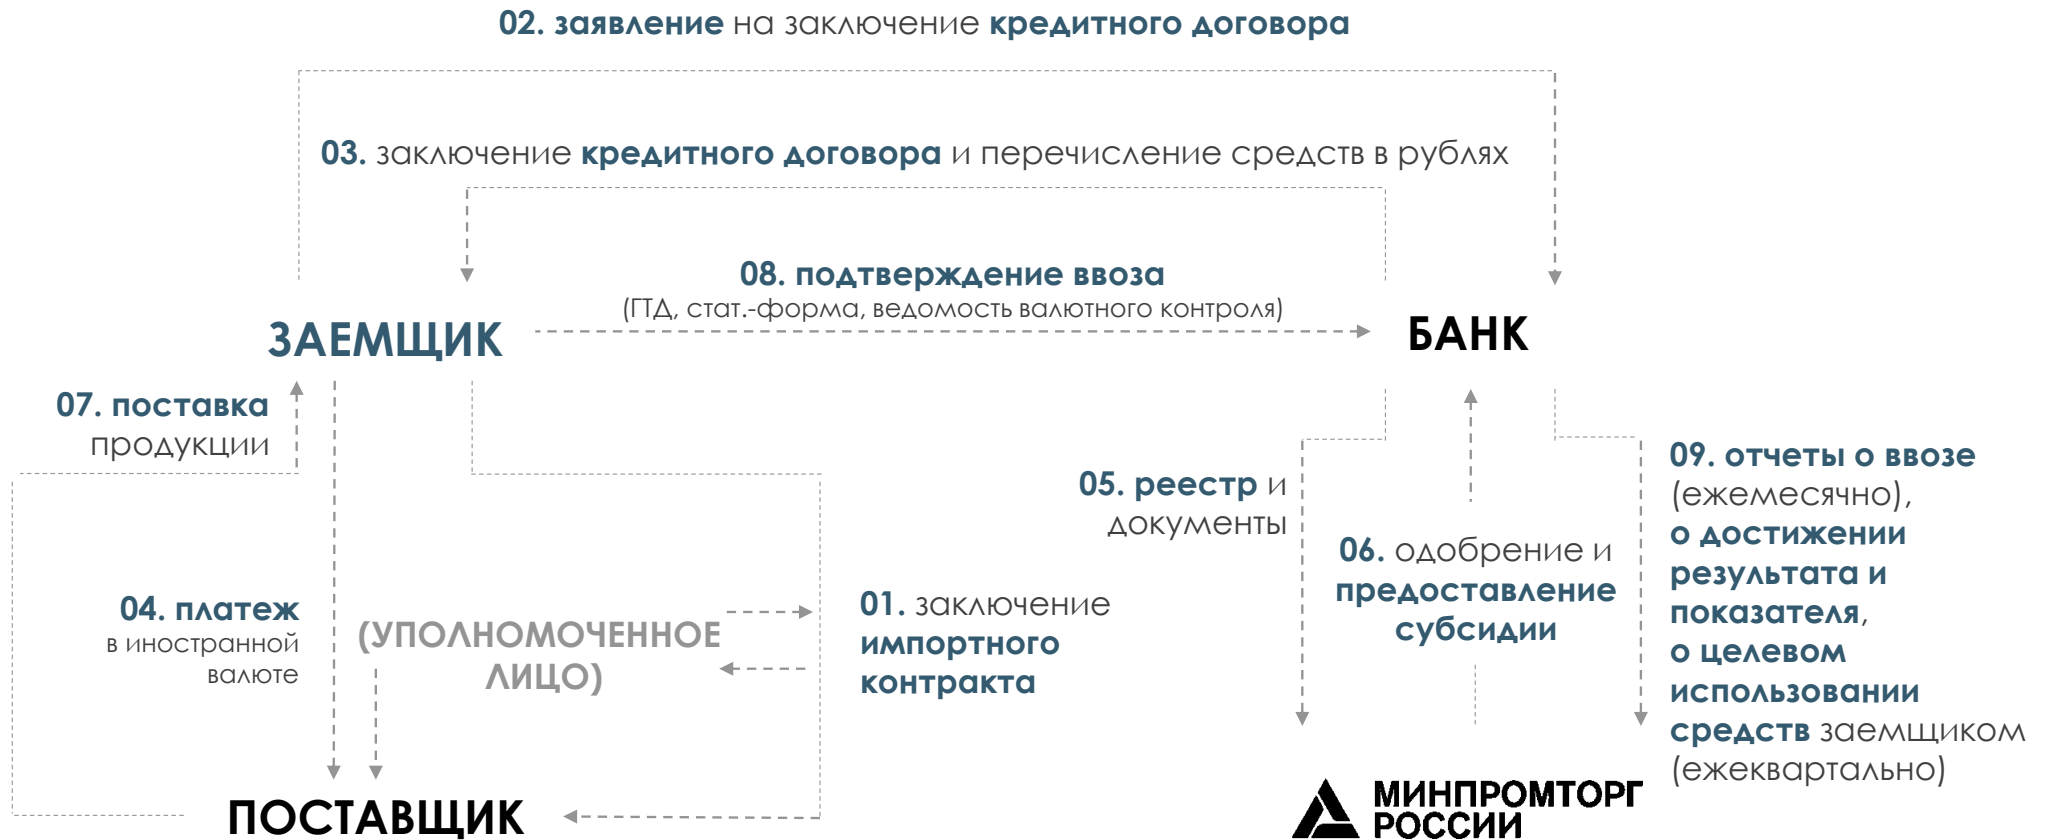 02. заявление на заключение кредитного договора
03. заключение кредитного договора и перечисление средств в рублях
08. подтверждение ввоза
(ГТД, стат.-форма, ведомость валютного контроля)
ЗАЕМЩИК
БАНК
07. поставка
продукции
05. реестр и
документы
09. отчеты о ввозе
(ежемесячно),
о достижении
результата и
показателя,
о целевом
использовании
средств заемщиком
(ежеквартально)
06. одобрение и
предоставление
субсидии
04. платеж
в иностранной
валюте
(УПОЛНОМОЧЕННОЕ
ЛИЦО)
01. заключение
импортного
контракта
ПОСТАВЩИК
МИНПРОМТОРГ
РОССИИ